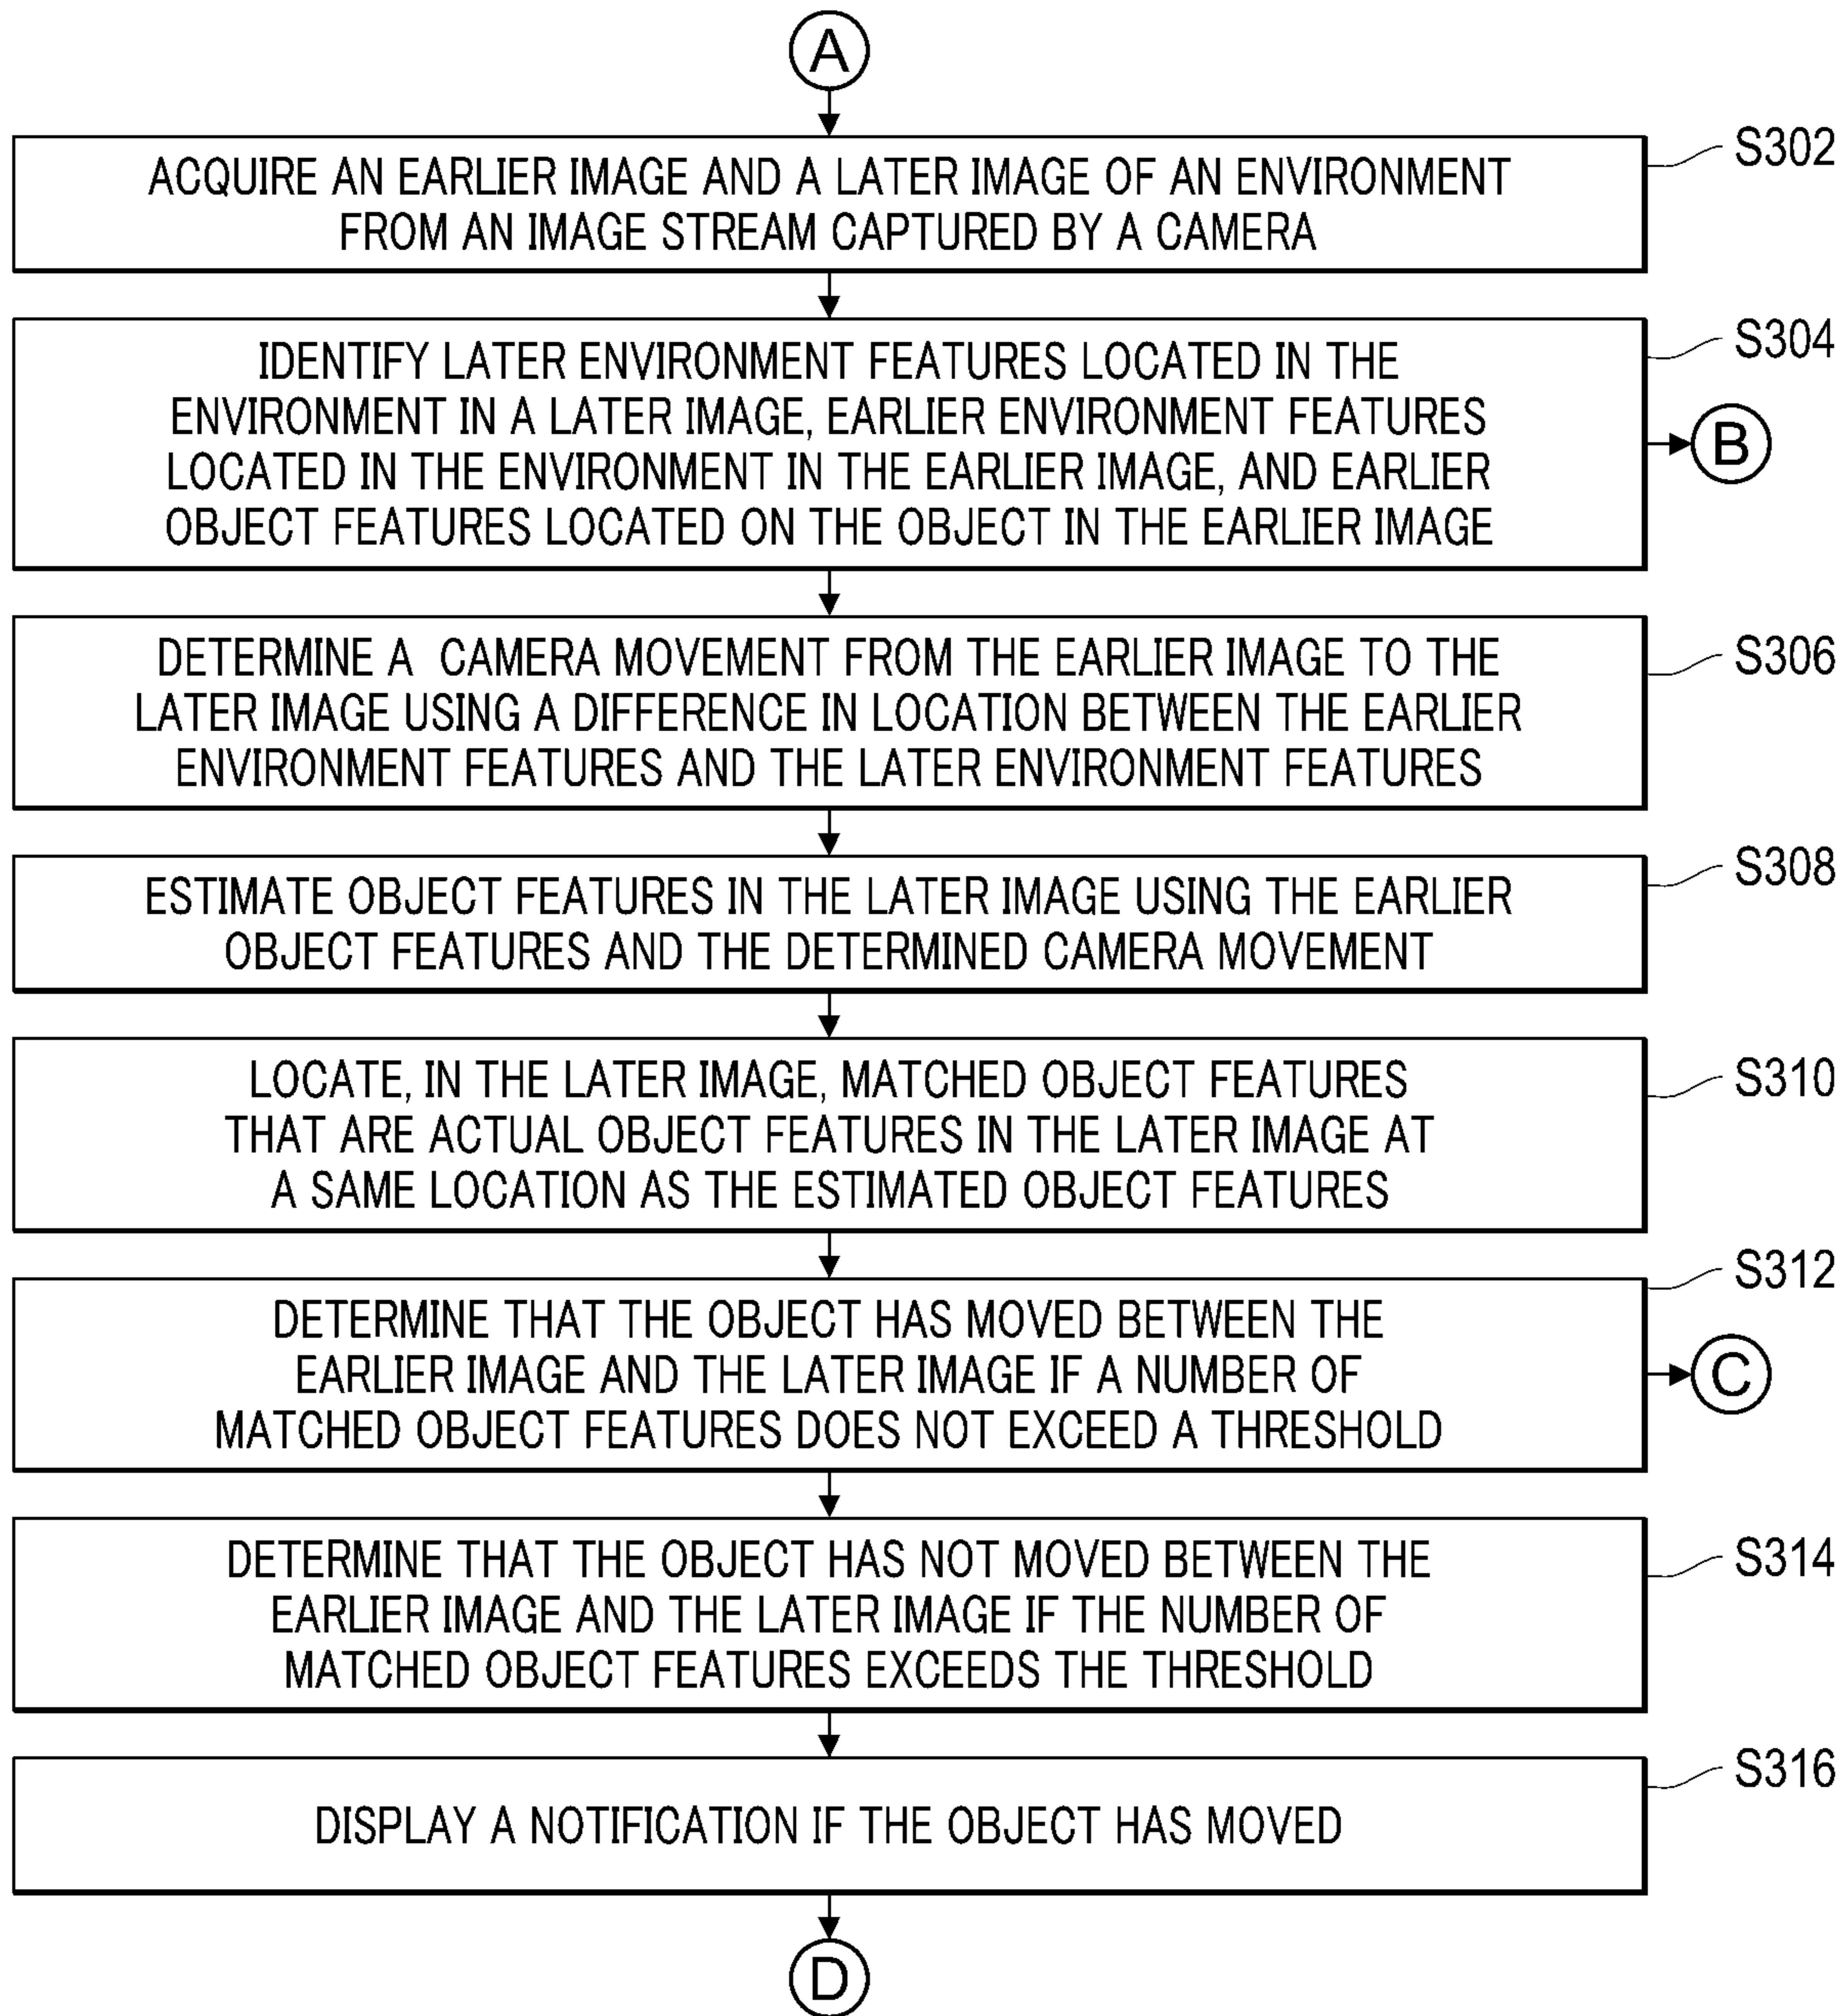 A
ACQUIRE AN EARLIER IMAGE AND A LATER IMAGE OF AN ENVIRONMENT
FROM AN IMAGE STREAM CAPTURED BY A CAMERA
S302
IDENTIFY LATER ENVIRONMENT FEATURES LOCATED IN THE
ENVIRONMENT IN A LATER IMAGE, EARLIER ENVIRONMENT FEATURES
LOCATED IN THE ENVIRONMENT IN THE EARLIER IMAGE, AND EARLIER
OBJECT FEATURES LOCATED ON THE OBJECT IN THE EARLIER IMAGE
S304
B
DETERMINE A CAMERA MOVEMENT FROM THE EARLIER IMAGE TO THE
LATER IMAGE USING A DIFFERENCE IN LOCATION BETWEEN THE EARLIER
ENVIRONMENT FEATURES AND THE LATER ENVIRONMENT FEATURES
S306
ESTIMATE OBJECT FEATURES IN THE LATER IMAGE USING THE EARLIER
OBJECT FEATURES AND THE DETERMINED CAMERA MOVEMENT
S308
LOCATE, IN THE LATER IMAGE, MATCHED OBJECT FEATURES
THAT ARE ACTUAL OBJECT FEATURES IN THE LATER IMAGE AT
A SAME LOCATION AS THE ESTIMATED OBJECT FEATURES
S310
DETERMINE THAT THE OBJECT HAS MOVED BETWEEN THE
EARLIER IMAGE AND THE LATER IMAGE IF A NUMBER OF
MATCHED OBJECT FEATURES DOES NOT EXCEED A THRESHOLD
S312
C
DETERMINE THAT THE OBJECT HAS NOT MOVED BETWEEN THE
EARLIER IMAGE AND THE LATER IMAGE IF THE NUMBER OF
MATCHED OBJECT FEATURES EXCEEDS THE THRESHOLD
S314
DISPLAY A NOTIFICATION IF THE OBJECT HAS MOVED
S316
D